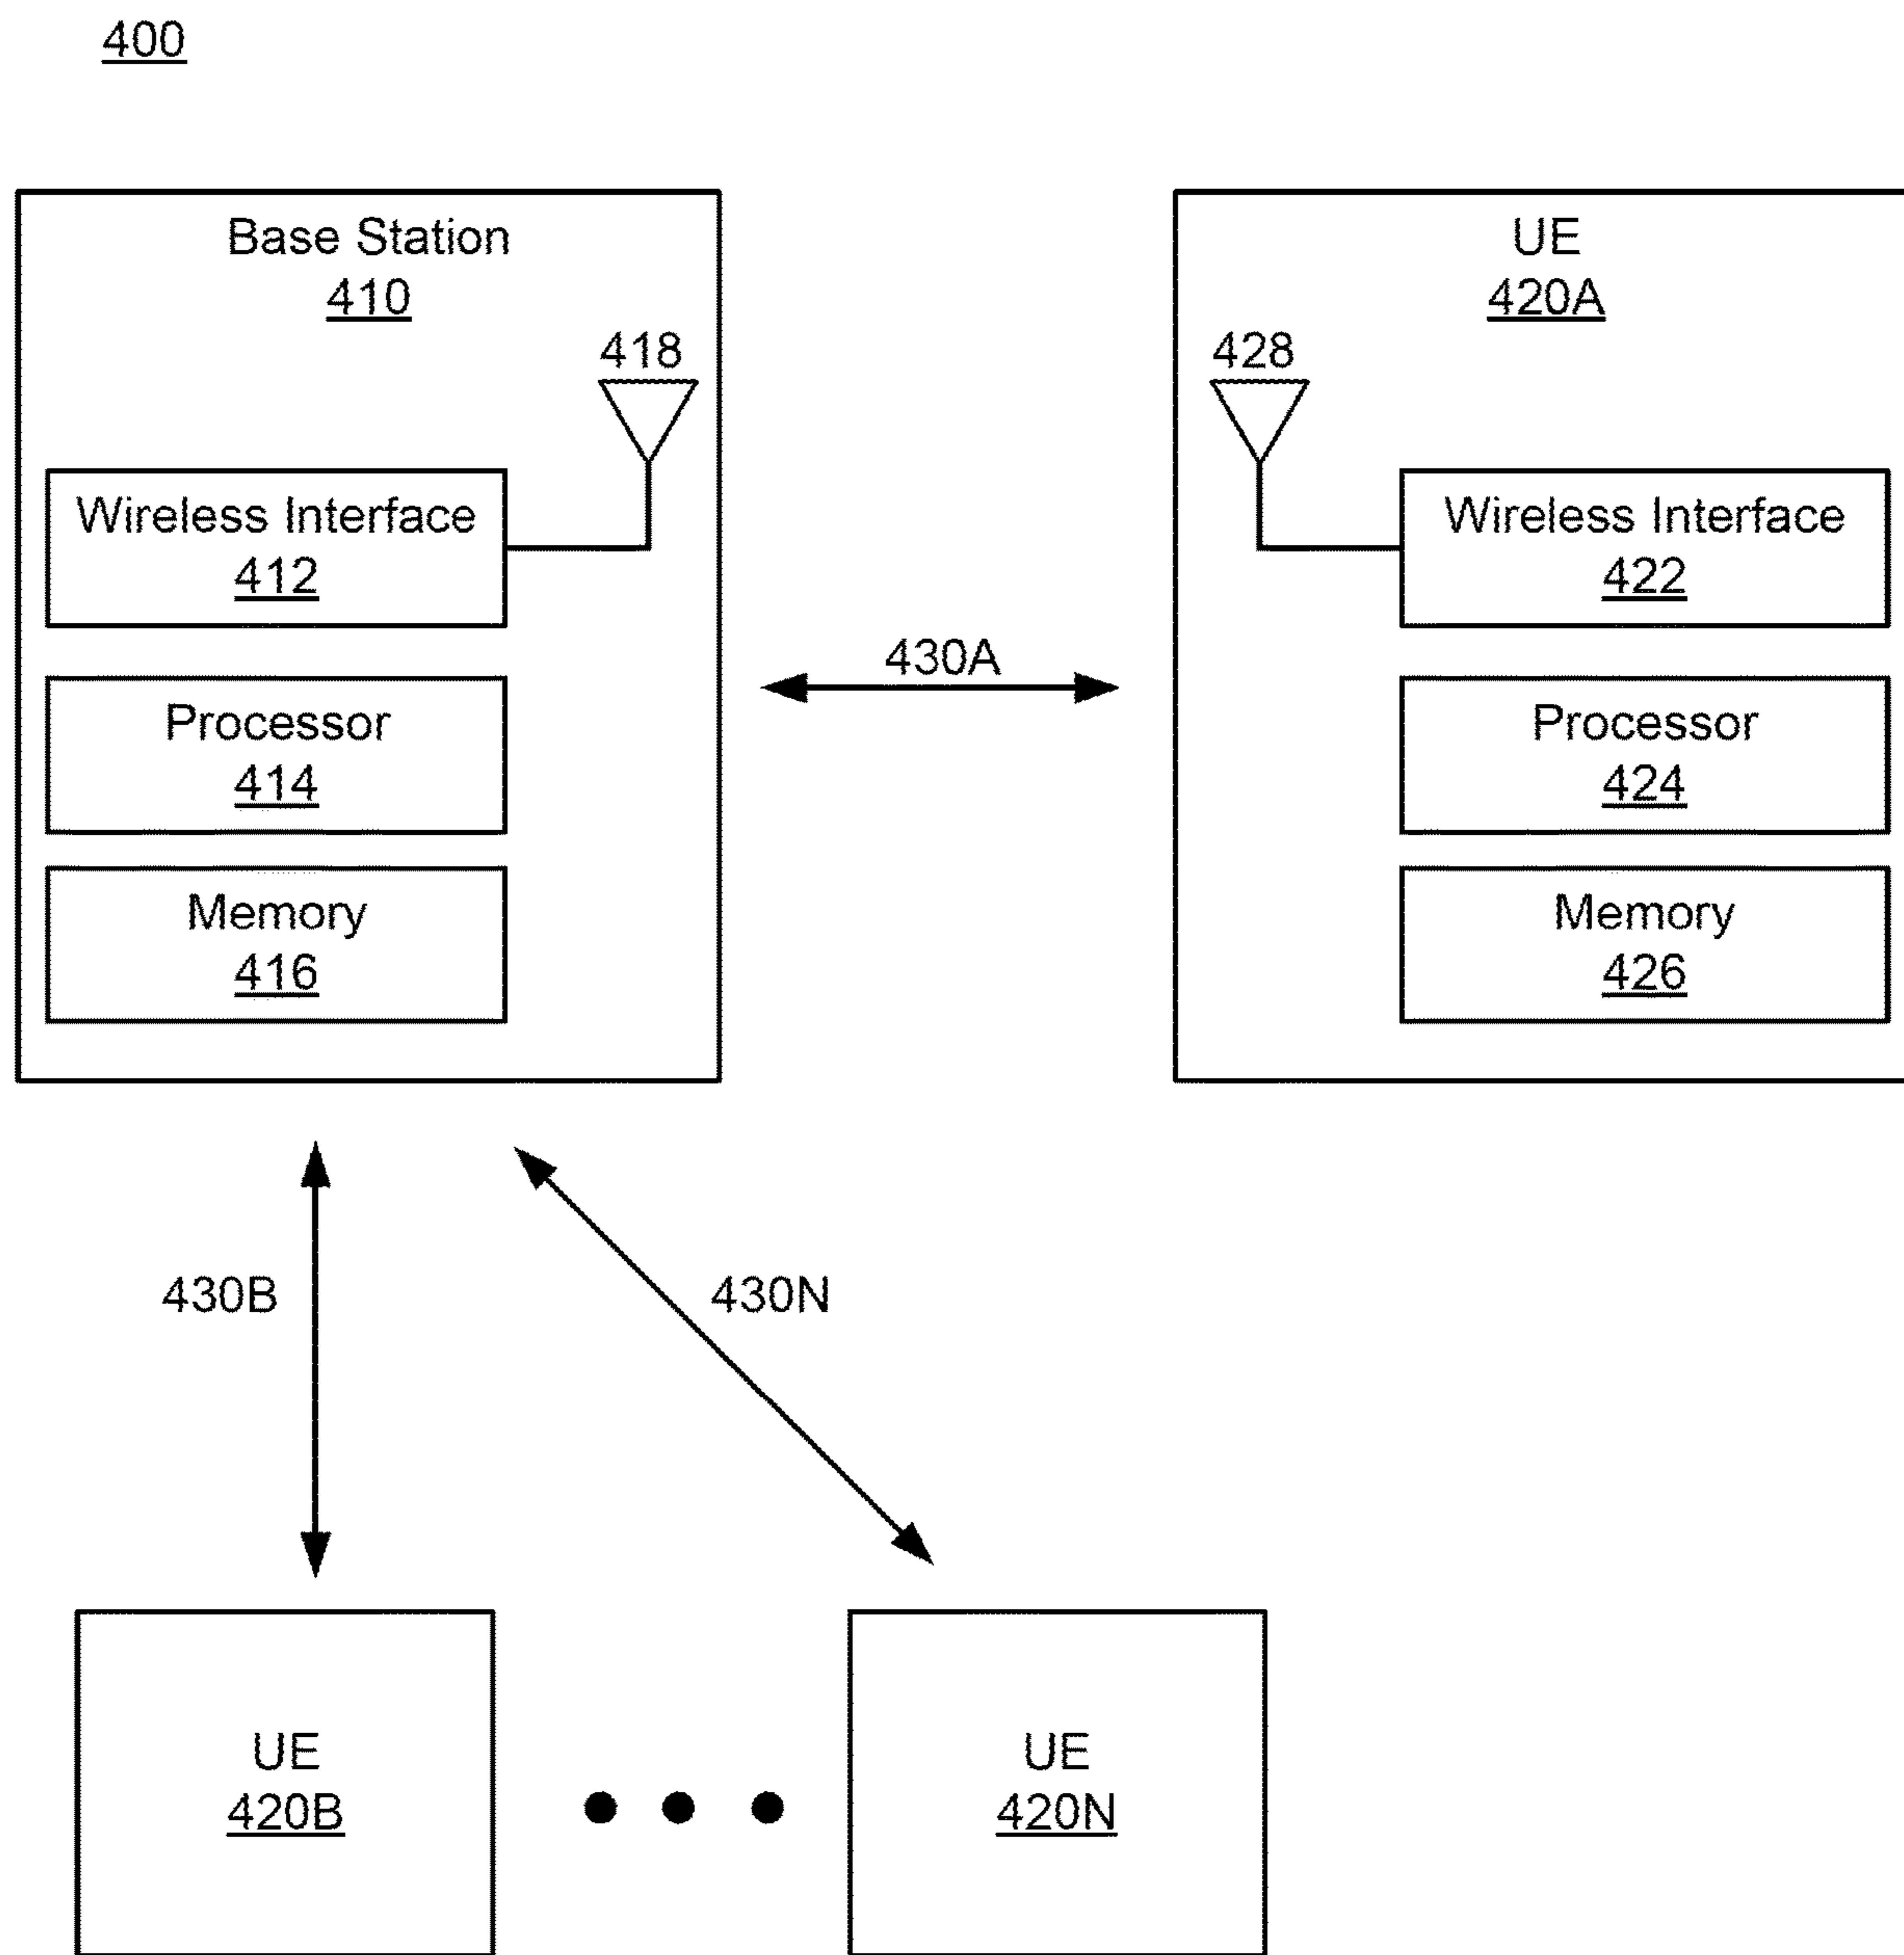 400
Base Station
410
UE
420A
418
428
Wireless Interface
412
Wireless Interface
422
430A
Processor
414
Processor
424
Memory
416
Memory
426
430B
430N
UE
420B
UE
420N